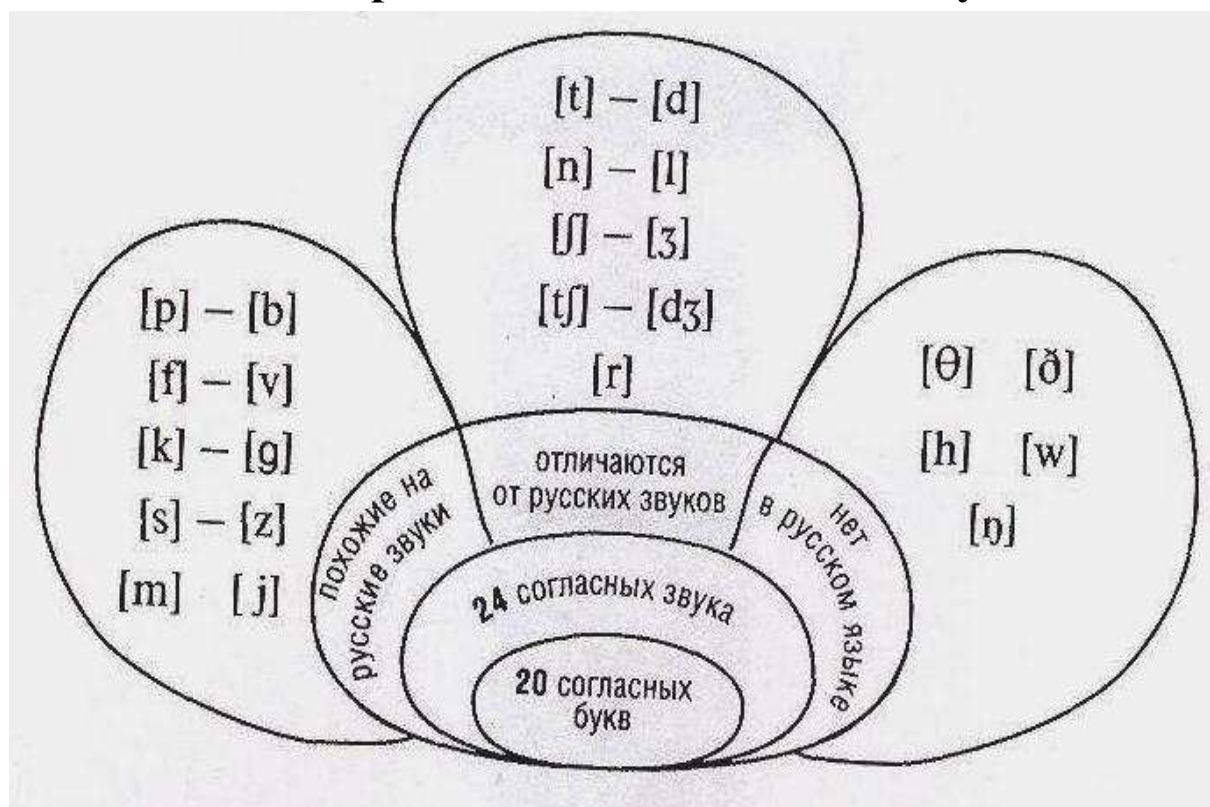 [t] – [d]
[n] – [l]
[ʃ] – [ʒ]
[tʃ] – [dʒ]
[r]
[p] – [b]
[f] – [v]
[k] – [g]
[s] – [z]
[m] [j]
[θ] [ð]
[h] [w]
[ŋ]
похожие на
русские звуки
отличаются
от русских звуков
нет
в русском языке
24 согласных звука
20 согласных
букв